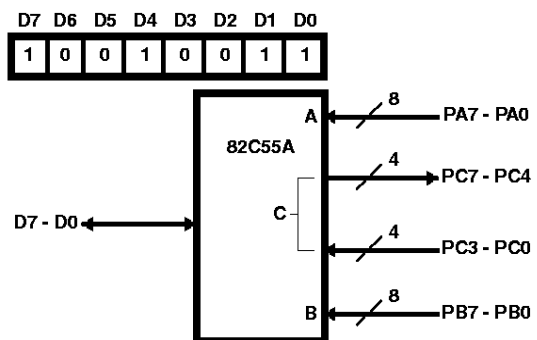 D7 D6 D5 D4 D3 D2 D1 D0
1 0 0 1 0 0 1 1
A
8
PA7 - PA0
82C55A
4
PC7 - PC4
C
D7 - D0
4
PC3 - PC0
B
8
PB7 - PB0